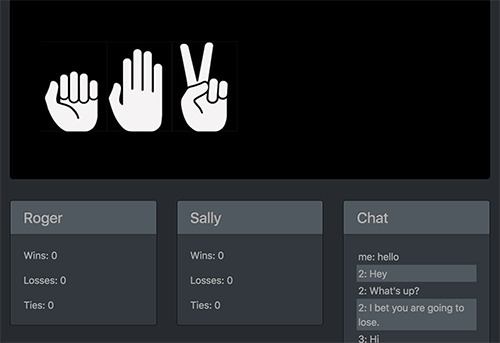 Roger
Wins: 0
Losses: 0
Ties: 0
Sally
Wins: 0
Losses: 0
Ties: 0
Chat
me: hello
2: Hey
2: What's up?
2: I bet you are going to
lose.
3: Hi